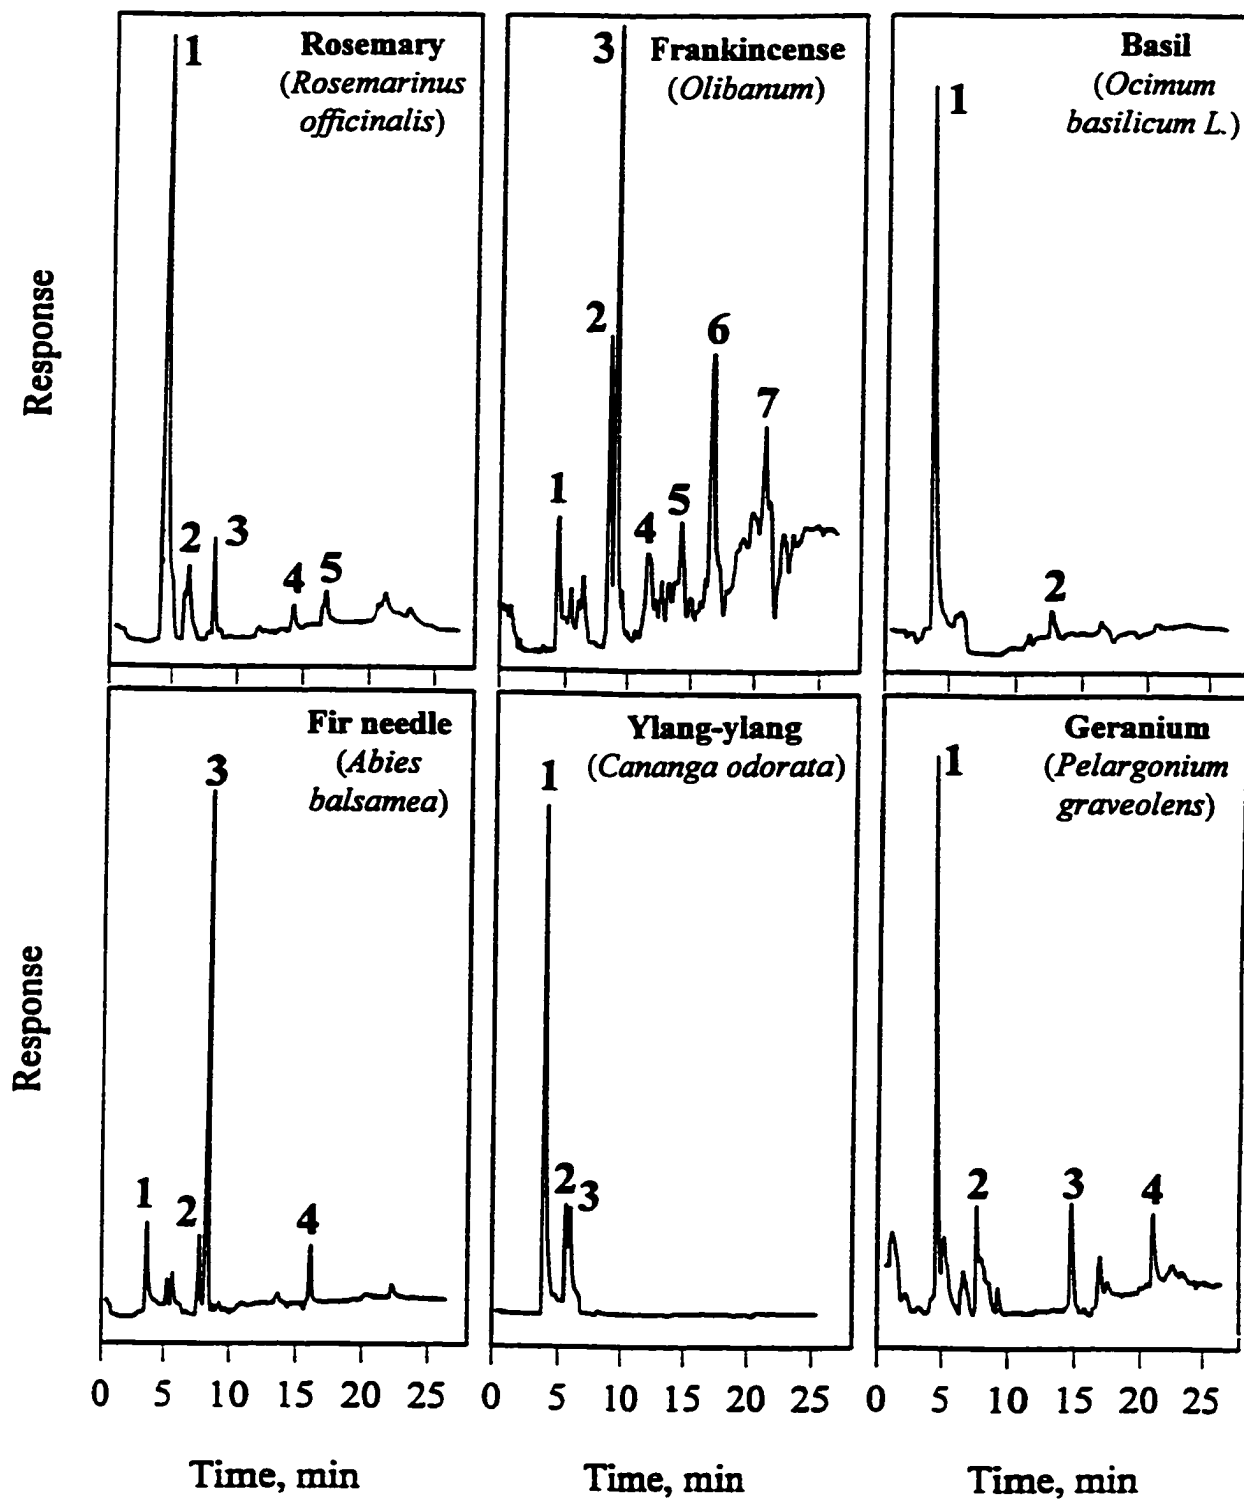 Response
Rosemary
(Rosemarinus
officinalis)
1
2
3
4
5
Frankincense
(Olibanum)
3
2
1
4
5
6
7
Basil
(Ocimum
basilicum L.)
1
2
Response
Fir needle
(Abies
balsamea)
1
2
3
4
0 5 10 15 20 25
Time, min
Ylang-ylang
(Cananga odorata)
1
2
3
0 5 10 15 20 25
Time, min
Geranium
(Pelargonium
graveolens)
1
2
3
4
0 5 10 15 20 25
Time, min